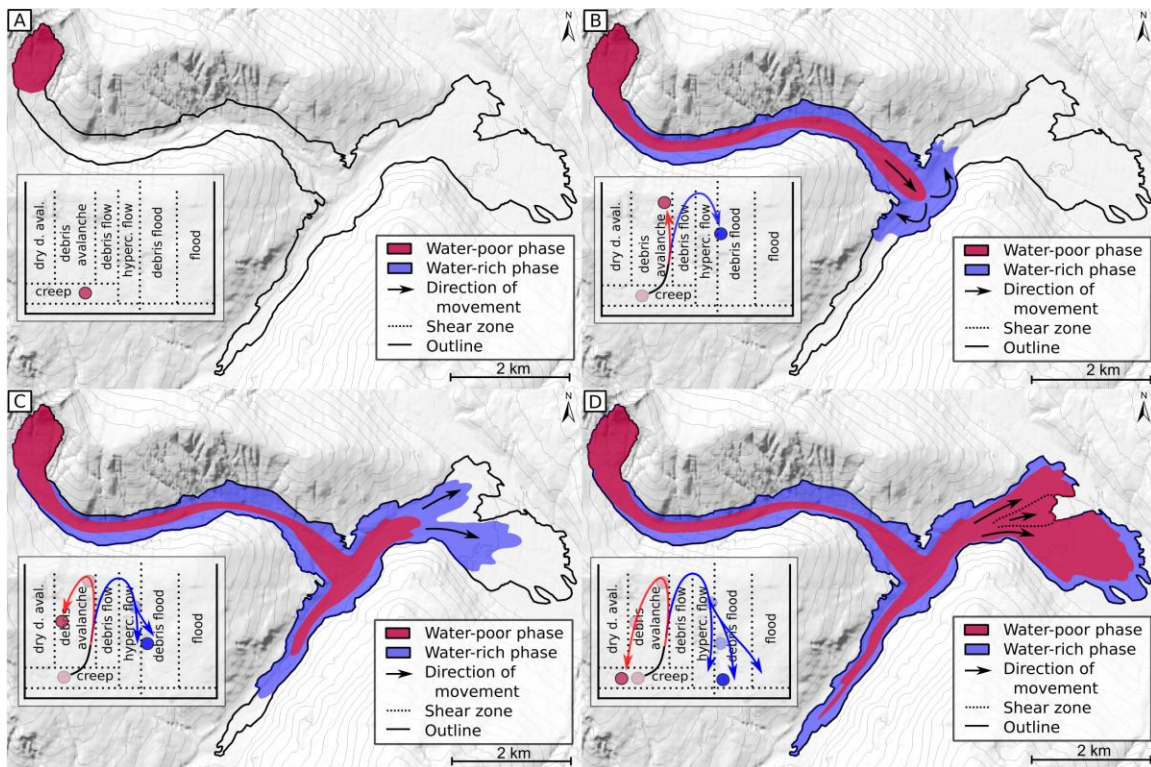 A
N
dry d. aval.
debris
avalanche
debris flow
hyperc. flow
debris flood
flood
creep
Water-poor phase
Water-rich phase
Direction of
movement
Shear zone
Outline
2 km
B
N
dry d. aval.
debris
avalanche
debris flow
hyperc. flow
debris flood
flood
creep
Water-poor phase
Water-rich phase
Direction of
movement
Shear zone
Outline
2 km
C
N
dry d. aval.
debris
avalanche
debris flow
hyperc. flow
debris flood
flood
creep
Water-poor phase
Water-rich phase
Direction of
movement
Shear zone
Outline
2 km
D
N
dry d. aval.
debris
avalanche
debris flow
hyperc. flow
debris flood
flood
creep
Water-poor phase
Water-rich phase
Direction of
movement
Shear zone
Outline
2 km